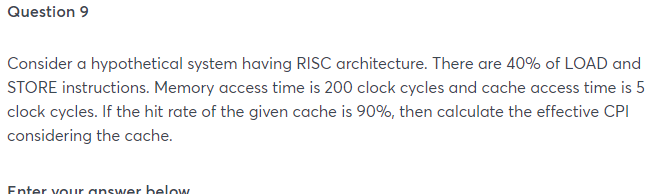 Question 9
Consider a hypothetical system having RISC architecture. There are 40% of LOAD and
STORE instructions. Memory access time is 200 clock cycles and cache access time is 5
clock cycles. If the hit rate of the given cache is 90%, then calculate the effective CPI
considering the cache.
Enter your answer below